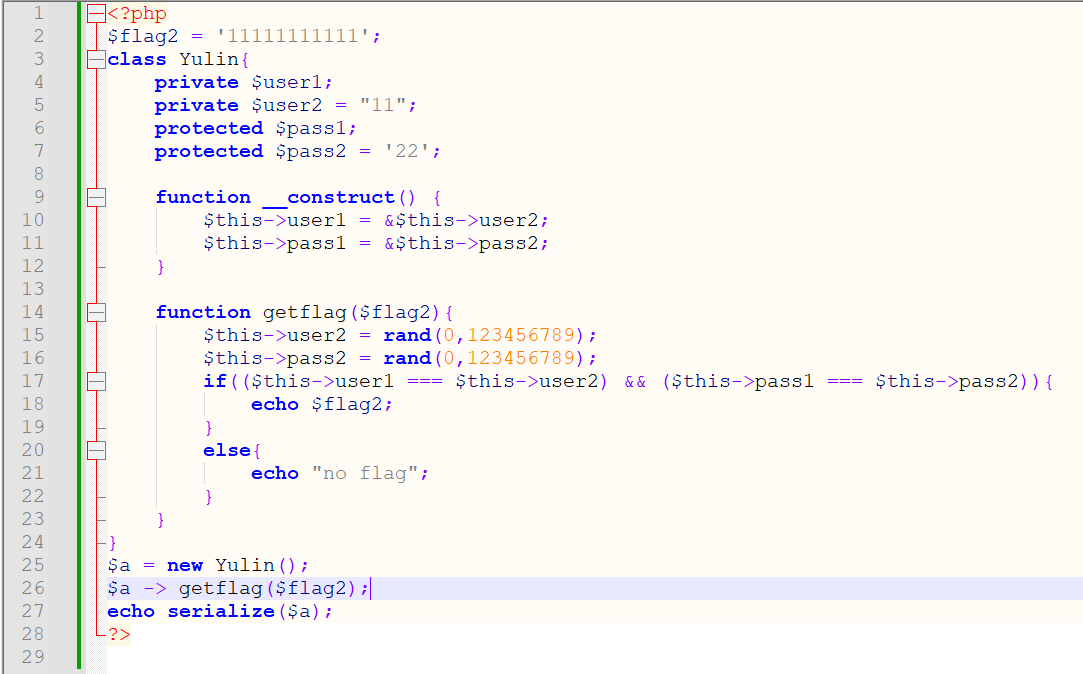 1 <?php
2 $flag2 = '11111111111';
3 class Yulin{
4     private $user1;
5     private $user2 = "11";
6     protected $pass1;
7     protected $pass2 = '22';
8
9     function __construct() {
10         $this->user1 = &$this->user2;
11         $this->pass1 = &$this->pass2;
12     }
13
14     function getflag($flag2){
15         $this->user2 = rand(0,123456789);
16         $this->pass2 = rand(0,123456789);
17         if(($this->user1 === $this->user2) && ($this->pass1 === $this->pass2)){
18             echo $flag2;
19         }
20         else{
21             echo "no flag";
22         }
23     }
24 }
25 $a = new Yulin();
26 $a -> getflag($flag2);
27 echo serialize($a);
28 ?>
29